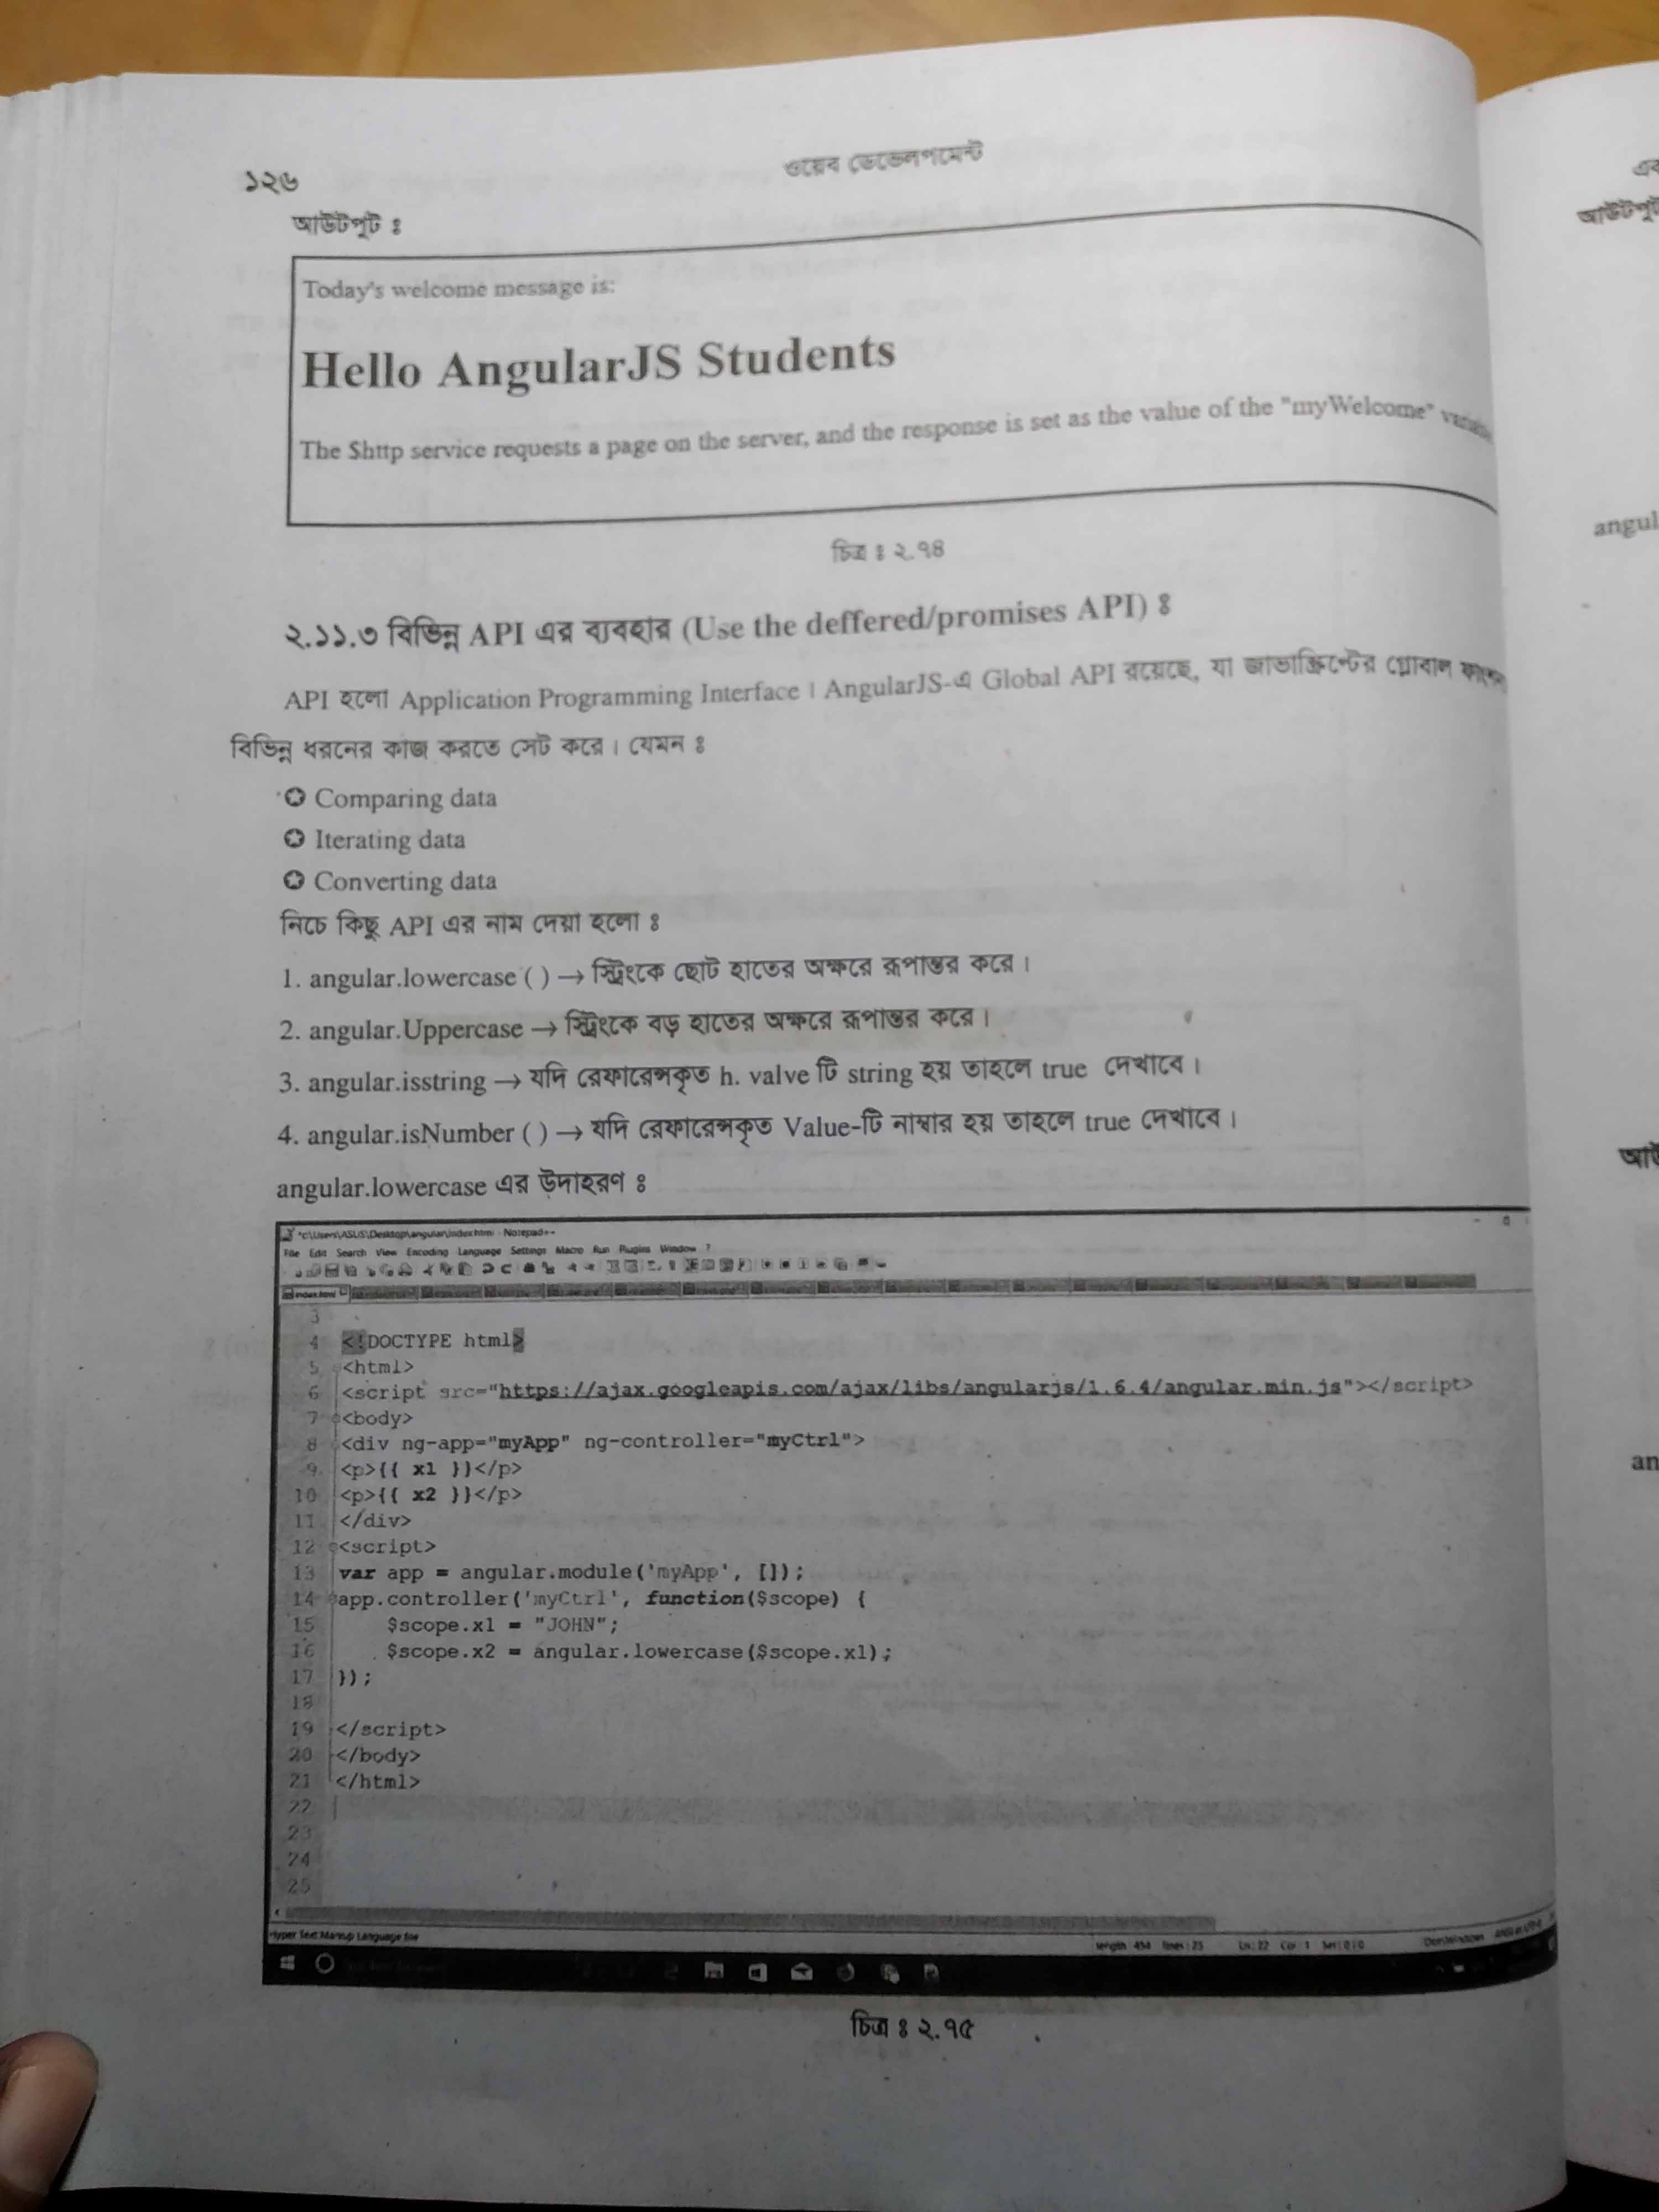 ১২৬
ওয়েব ডেভেলপমেন্ট
আউটপুট ঃ
Today's welcome message is:
Hello AngularJS Students
The $http service requests a page on the server, and the response is set as the value of the "myWelcome"
চিত্র ঃ ২.৭৪
২.১১.৩ বিভিন্ন API এর ব্যবহার (Use the deffered/promises API) ঃ
API হলো Application Programming Interface। AngularJS-এ Global API রয়েছে, যা জাভাস্ক্রিপ্টের গ্লোবাল
বিভিন্ন ধরনের কাজ করতে সেট করে। যেমন ঃ
Comparing data
Iterating data
Converting data
নিচে কিছু API এর নাম দেয়া হলো ঃ
1. angular.lowercase ( ) → স্ট্রিংকে ছোট হাতের অক্ষরে রূপান্তর করে।
2. angular.Uppercase → স্ট্রিংকে বড় হাতের অক্ষরে রূপান্তর করে।
3. angular.isstring → যদি রেফারেন্সকৃত h. valve টি string হয় তাহলে true দেখাবে।
4. angular.isNumber ( ) → যদি রেফারেন্সকৃত Value-টি নাম্বার হয় তাহলে true দেখাবে।
angular.lowercase এর উদাহরণ ঃ
*c:\Users\ASUS\Desktop\angular\index.html - Notepad++
File Edit Search View Encoding Language Settings Macro Run Plugins Window ?
index.html
3
4 <!DOCTYPE html>
5 <html>
6 <script src="https://ajax.googleapis.com/ajax/libs/angularjs/1.6.4/angular.min.js"></script>
7 <body>
8 <div ng-app="myApp" ng-controller="myCtrl">
9 <p>{{ x1 }}</p>
10 <p>{{ x2 }}</p>
11 </div>
12 <script>
13 var app = angular.module('myApp', []);
14 app.controller('myCtrl', function($scope) {
15 $scope.x1 = "JOHN";
16 $scope.x2 = angular.lowercase($scope.x1);
17 });
18
19 </script>
20 </body>
21 </html>
22
23
24
25
Hyper Text Markup Language file length : 454 lines : 25 Ln : 22 Col : 1 Sel : 0 | 0 Dos\Windows
চিত্র ঃ ২.৭৫
আউটপুট